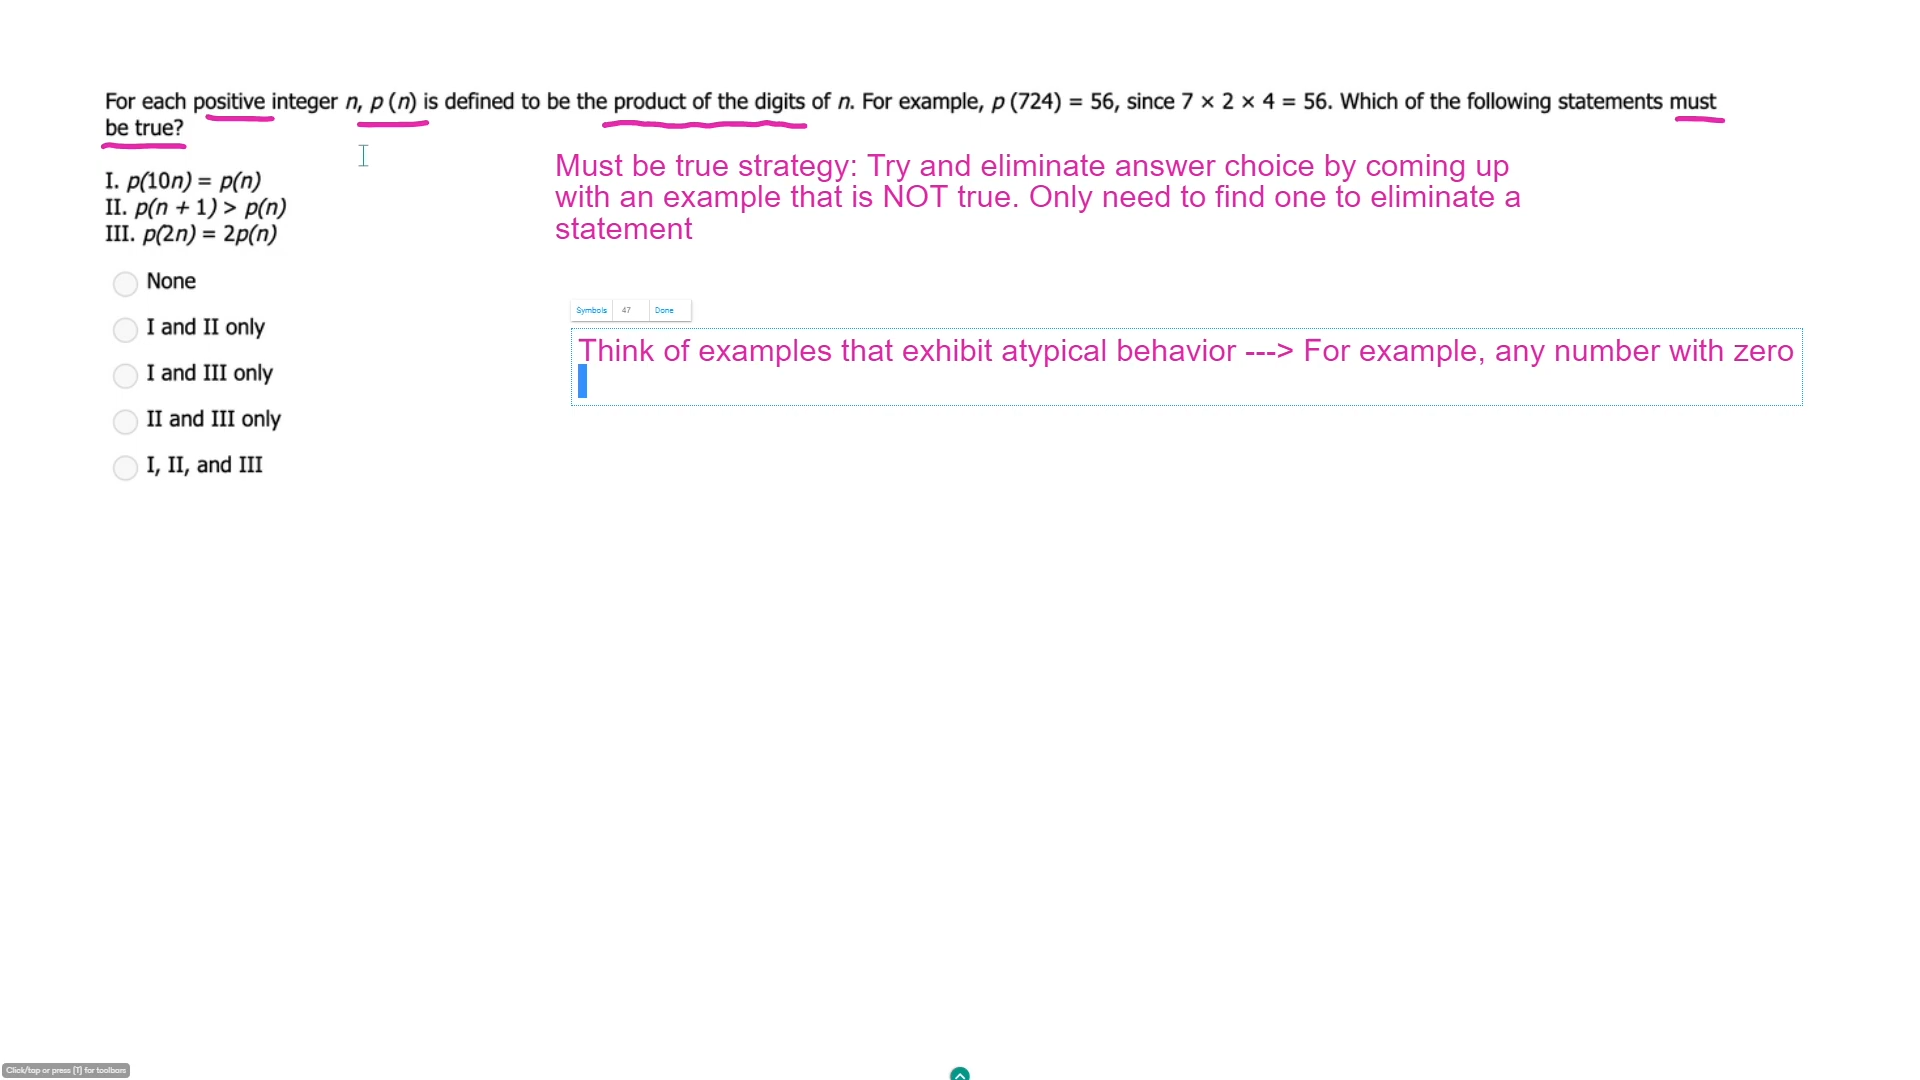 For each positive integer n, p (n) is defined to be the product of the digits of n. For example, p (724) = 56, since 7 × 2 × 4 = 56. Which of the following statements must
be true?
Must be true strategy: Try and eliminate answer choice by coming up
with an example that is NOT true. Only need to find one to eliminate a
statement
I. p(10n) = p(n)
II. p(n + 1) > p(n)
III. p(2n) = 2p(n)
None
I and II only
I and III only
II and III only
I, II, and III
Symbols 47 Done
Think of examples that exhibit atypical behavior ---> For example, any number with zero
Click/tap or press [T] for toolbars